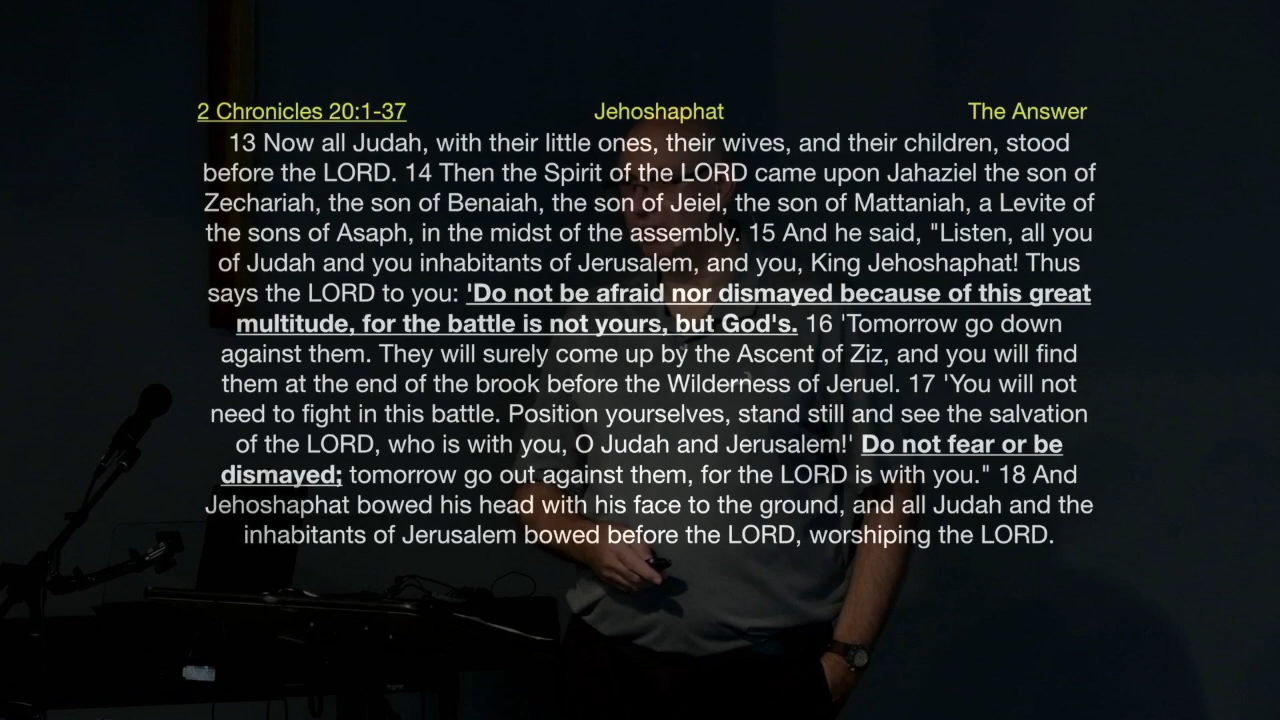 2 Chronicles 20:1-37 Jehoshaphat The Answer
13 Now all Judah, with their little ones, their wives, and their children, stood
before the LORD. 14 Then the Spirit of the LORD came upon Jahaziel the son of
Zechariah, the son of Benaiah, the son of Jeiel, the son of Mattaniah, a Levite of
the sons of Asaph, in the midst of the assembly. 15 And he said, "Listen, all you
of Judah and you inhabitants of Jerusalem, and you, King Jehoshaphat! Thus
says the LORD to you: 'Do not be afraid nor dismayed because of this great
multitude, for the battle is not yours, but God's. 16 'Tomorrow go down
against them. They will surely come up by the Ascent of Ziz, and you will find
them at the end of the brook before the Wilderness of Jeruel. 17 'You will not
need to fight in this battle. Position yourselves, stand still and see the salvation
of the LORD, who is with you, O Judah and Jerusalem!' Do not fear or be
dismayed; tomorrow go out against them, for the LORD is with you." 18 And
Jehoshaphat bowed his head with his face to the ground, and all Judah and the
inhabitants of Jerusalem bowed before the LORD, worshiping the LORD.